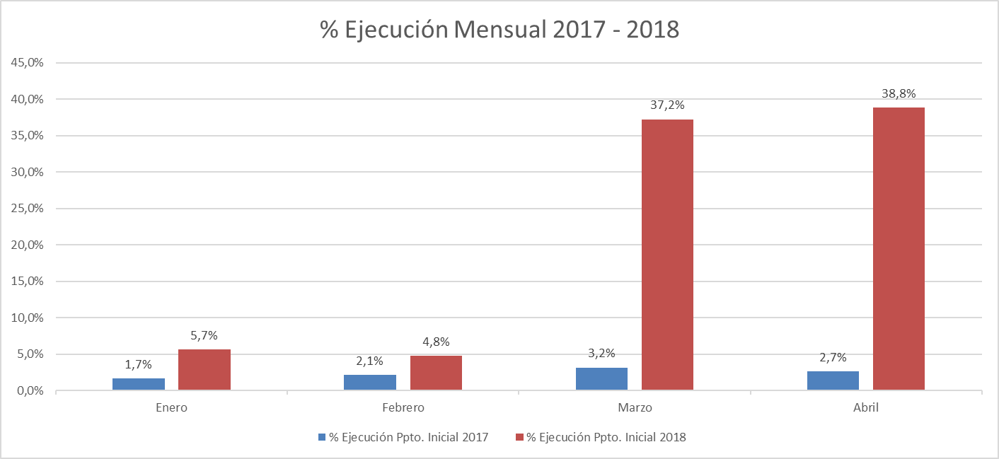 % Ejecución Mensual 2017 - 2018
45,0%
40,0%
35,0%
30,0%
25,0%
20,0%
15,0%
10,0%
5,0%
0,0%
1,7%
5,7%
2,1%
4,8%
3,2%
37,2%
2,7%
38,8%
Enero
Febrero
Marzo
Abril
% Ejecución Ppto. Inicial 2017
% Ejecución Ppto. Inicial 2018